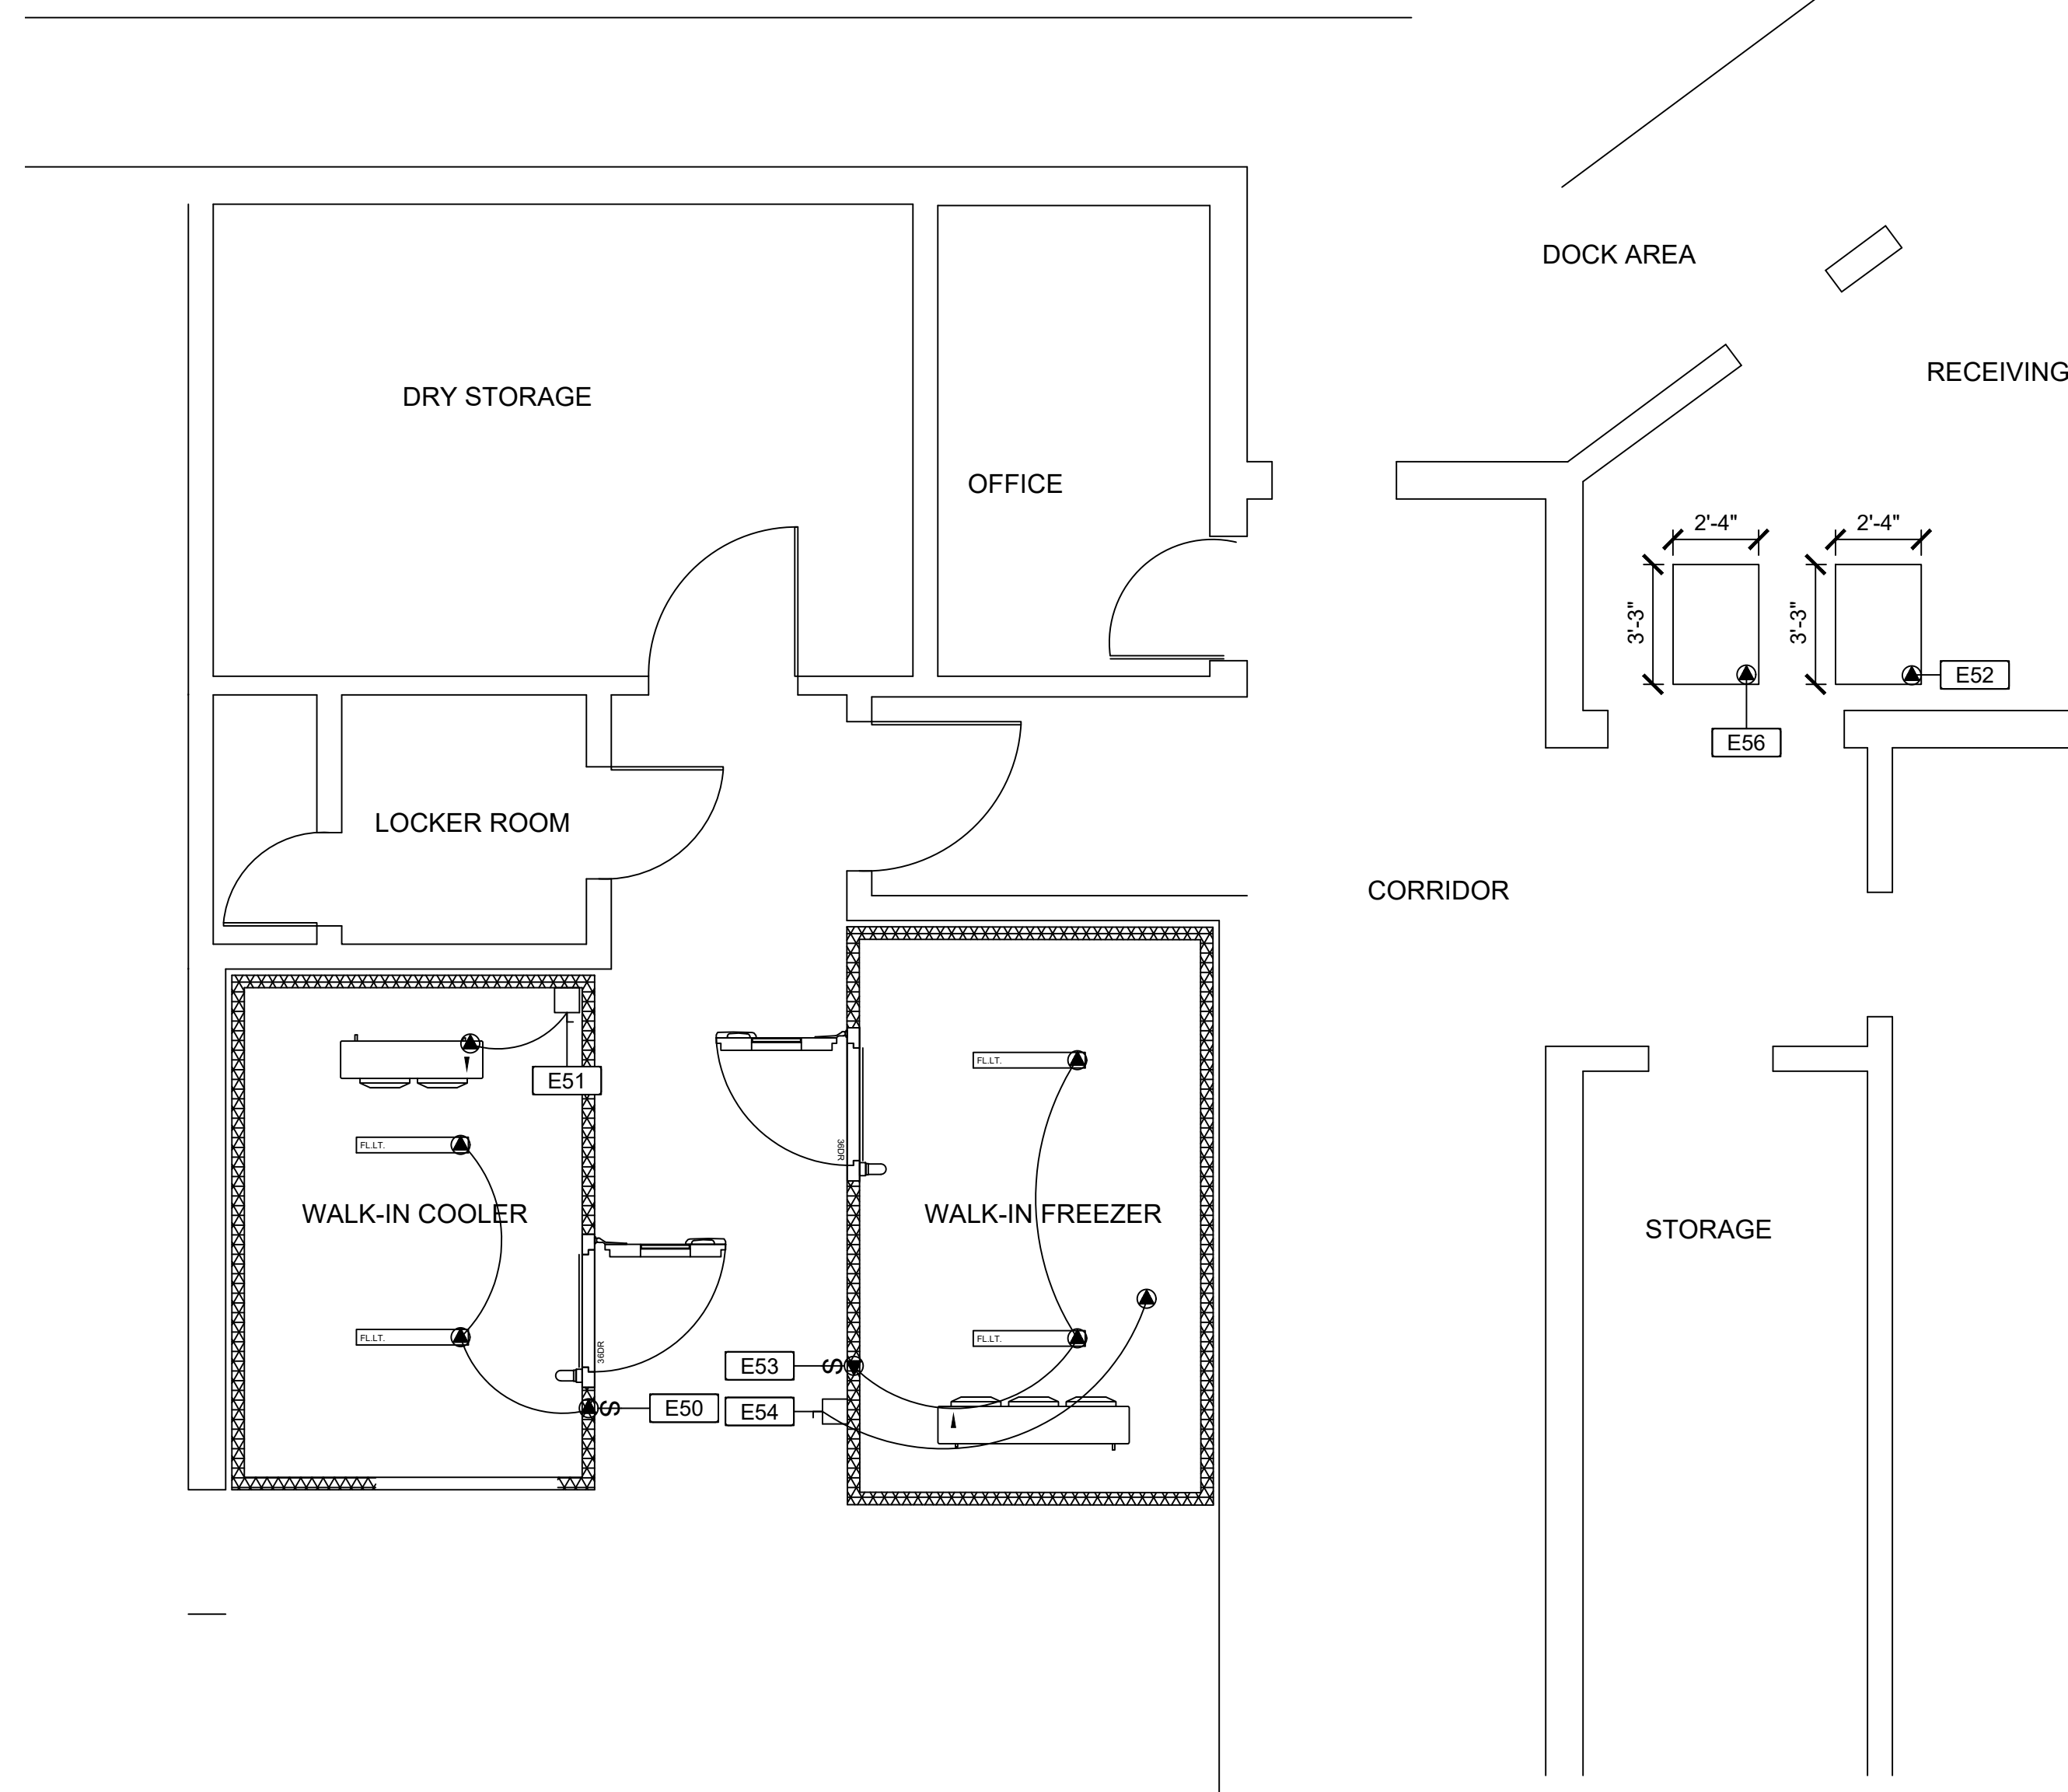 DOCK AREA
RECEIVING
DRY STORAGE
OFFICE
2'-4"
2'-4"
3'-3"
3'-3"
E52
E56
LOCKER ROOM
CORRIDOR
E51
FL.LT.
FL.LT.
36DR
WALK-IN COOLER
WALK-IN FREEZER
STORAGE
FL.LT.
FL.LT.
36DR
E53
S
E50
S
E54